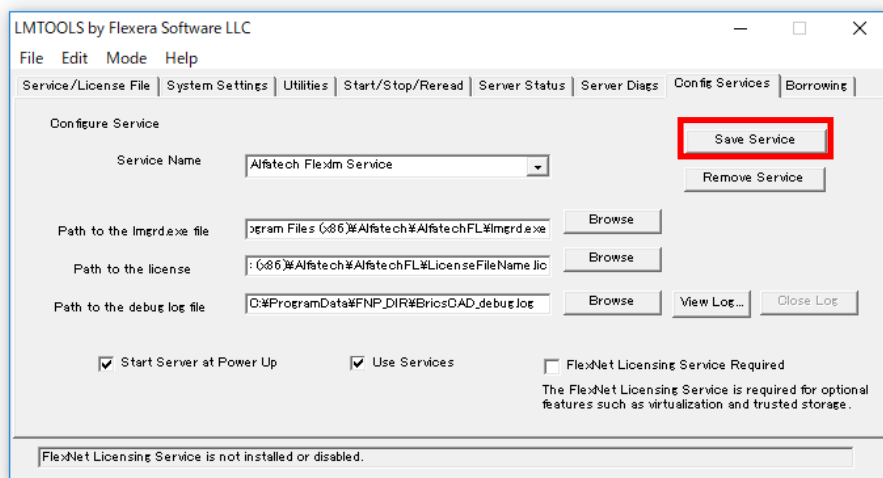 LMTOOLS by Flexera Software LLC
File Edit Mode Help
Service/License File System Settings Utilities Start/Stop/Reread Server Status Server Diags Config Services Borrowing
Configure Service
Save Service
Service Name Alfatech Flexlm Service
Remove Service
Path to the lmgrd.exe file ogram Files (x86)¥Alfatech¥AlfatechFL¥lmgrd.exe Browse
Path to the license : (x86)¥Alfatech¥AlfatechFL¥LicenseFileName.lic Browse
Path to the debug log file C:¥ProgramData¥FNP_DIR¥BricsCAD_debug.log Browse View Log... Close Log
Start Server at Power Up Use Services FlexNet Licensing Service Required
The FlexNet Licensing Service is required for optional
features such as virtualization and trusted storage.
FlexNet Licensing Service is not installed or disabled.